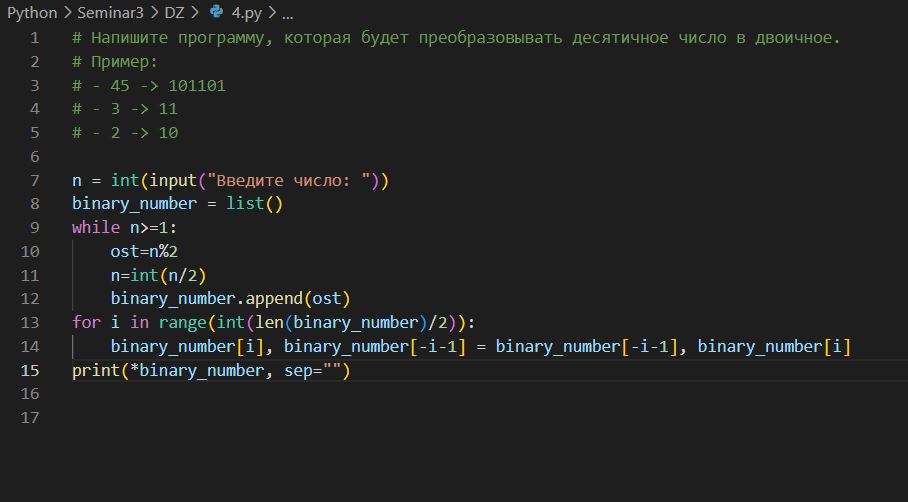 Python > Seminar3 > DZ > 4.py > ...
1 # Напишите программу, которая будет преобразовывать десятичное число в двоичное.
2 # Пример:
3 # - 45 -> 101101
4 # - 3 -> 11
5 # - 2 -> 10
6
7 n = int(input("Введите число: "))
8 binary_number = list()
9 while n>=1:
10     ost=n%2
11     n=int(n/2)
12     binary_number.append(ost)
13 for i in range(int(len(binary_number)/2)):
14     binary_number[i], binary_number[-i-1] = binary_number[-i-1], binary_number[i]
15 print(*binary_number, sep="")
16
17